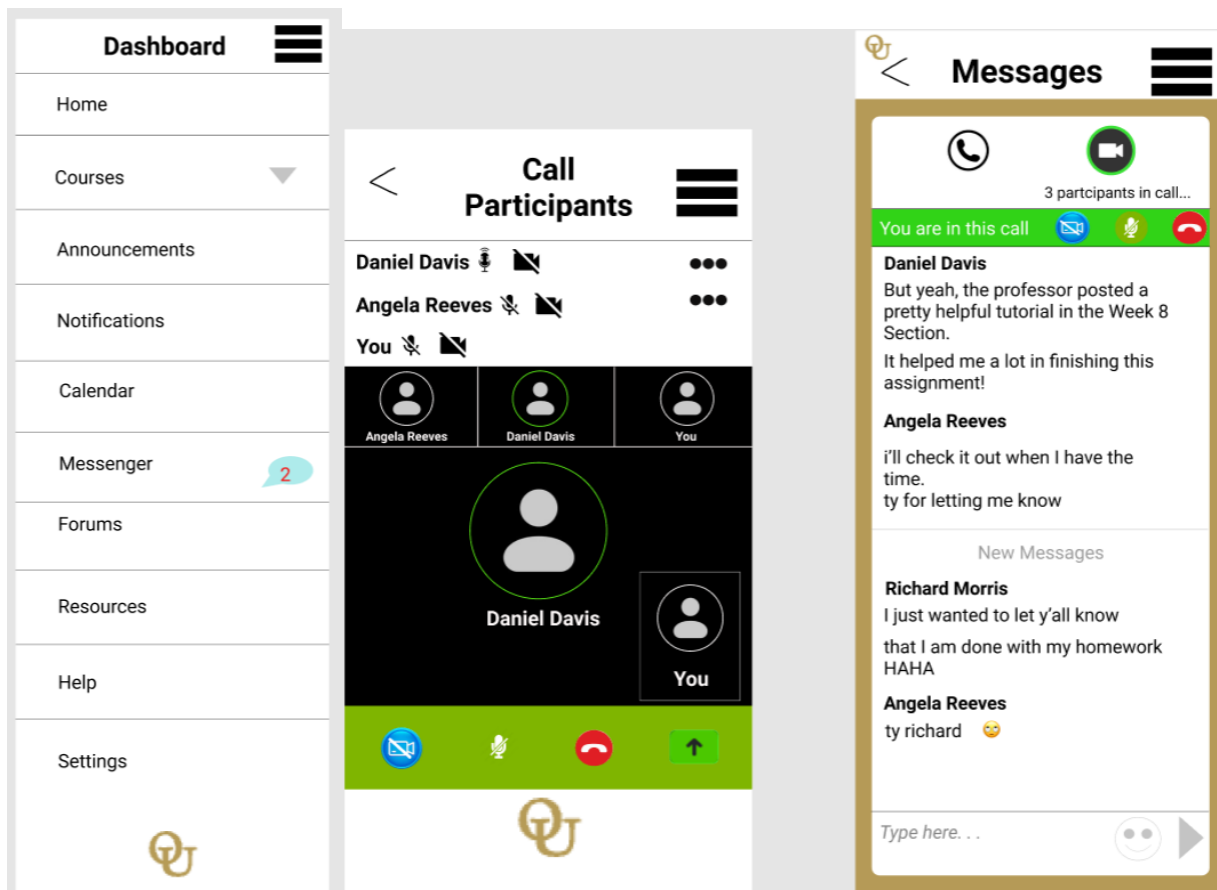 Dashboard
Home
Courses
Announcements
Notifications
Calendar
Messenger
2
Forums
Resources
Help
Settings
OU
<
Call
Participants
Daniel Davis
Angela Reeves
You
Angela Reeves
Daniel Davis
You
Daniel Davis
You
OU
OU
<
Messages
3 partcipants in call...
You are in this call
Daniel Davis
But yeah, the professor posted a
pretty helpful tutorial in the Week 8
Section.
It helped me a lot in finishing this
assignment!
Angela Reeves
i’ll check it out when I have the
time.
ty for letting me know
New Messages
Richard Morris
I just wanted to let y’all know
that I am done with my homework
HAHA
Angela Reeves
ty richard 🙄
Type here. . .